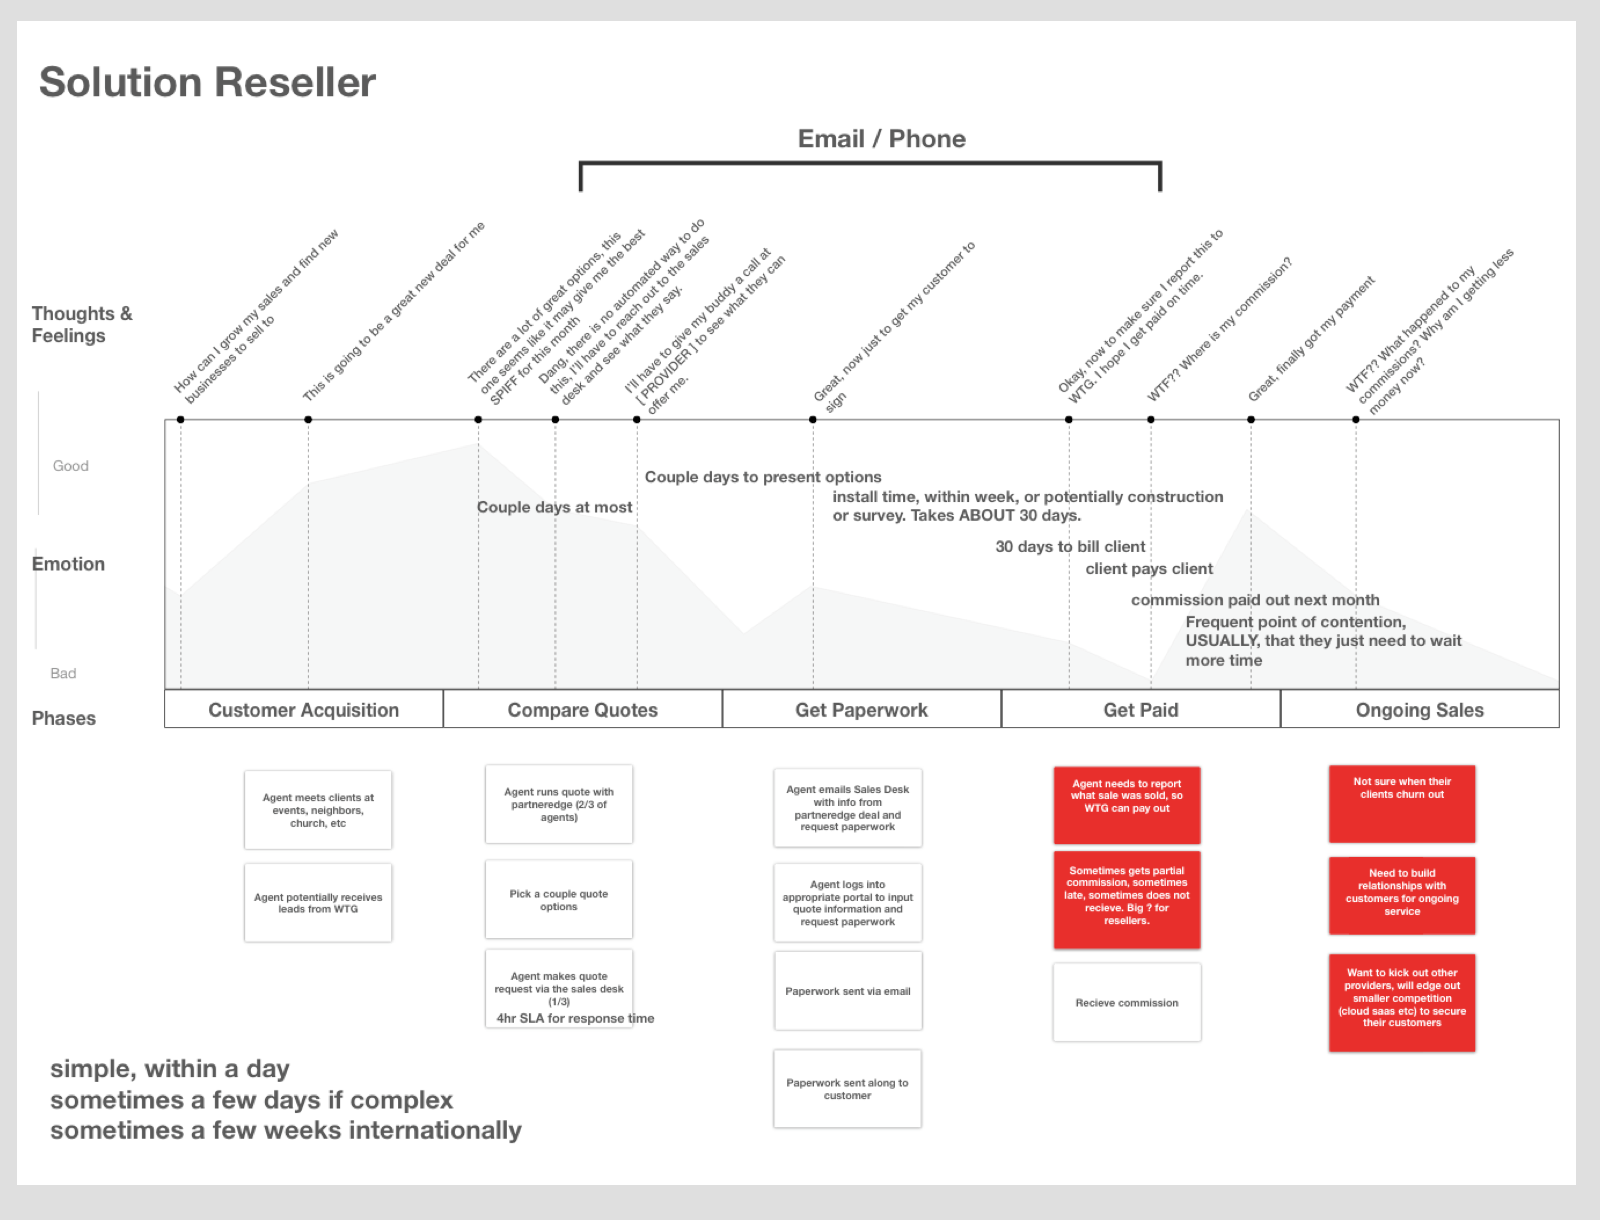 Solution Reseller
Email / Phone
Thoughts &
Feelings
How can I grow my sales and find new
businesses to sell to
This is going to be a great new deal for me
There are a lot of great options, this
one seems like it may give me the best
SPIFF for this month
Dang, there is no automated way to do
this, I'll have to reach out to the sales
desk and see what they say.
I'll have to give my buddy a call at
[ PROVIDER ] to see what they can
offer me.
Great, now just to get my customer to
sign
Okay, now to make sure I report this to
WTG. I hope I get paid on time.
WTF?? Where is my commission?
Great, finally got my payment
WTF?? What happened to my
commissions? Why am I getting less
money now?
Good
Emotion
Bad
Couple days at most
Couple days to present options
install time, within week, or potentially construction
or survey. Takes ABOUT 30 days.
30 days to bill client
client pays client
commission paid out next month
Frequent point of contention,
USUALLY, that they just need to wait
more time
Phases
Customer Acquisition
Compare Quotes
Get Paperwork
Get Paid
Ongoing Sales
Agent meets clients at
events, neighbors,
church, etc
Agent potentially receives
leads from WTG
Agent runs quote with
partneredge (2/3 of
agents)
Pick a couple quote
options
Agent makes quote
request via the sales desk
(1/3)
4hr SLA for response time
Agent emails Sales Desk
with info from
partneredge deal and
request paperwork
Agent logs into
appropriate portal to input
quote information and
request paperwork
Paperwork sent via email
Paperwork sent along to
customer
Agent needs to report
what sale was sold, so
WTG can pay out
Sometimes gets partial
commission, sometimes
late, sometimes does not
recieve. Big ? for
resellers.
Recieve commission
Not sure when their
clients churn out
Need to build
relationships with
customers for ongoing
service
Want to kick out other
providers, will edge out
smaller competition
(cloud saas etc) to secure
their customers
simple, within a day
sometimes a few days if complex
sometimes a few weeks internationally